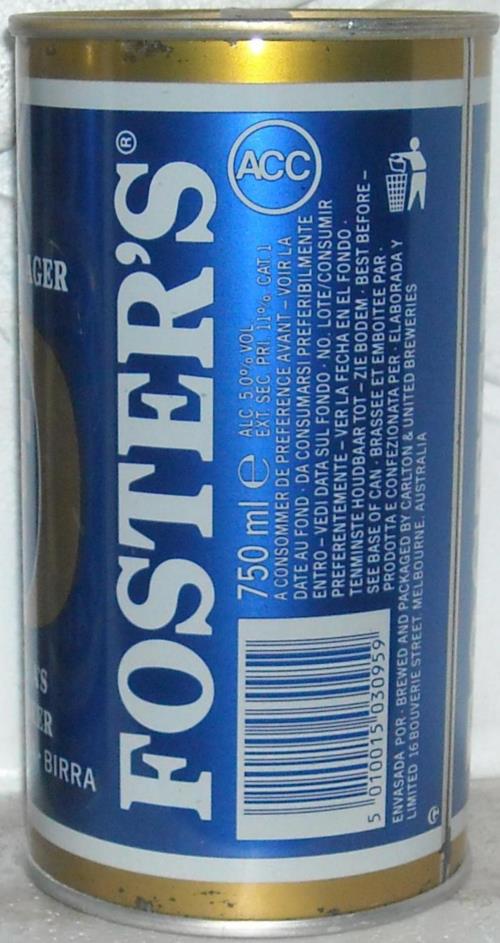 AGER
BIRRA
FOSTER'S®
ACC
750 ml e
ALC 5.0% VOL
EXT. SEC. PRI. 11% CAT.1
A CONSOMMER DE PREFERENCE AVANT – VOIR LA
DATE AU FOND · DA CONSUMARSI PREFERIBILMENTE
ENTRO – VEDI DATA SUL FONDO · NO. LOTE/CONSUMIR
PREFERENTEMENTE – VER LA FECHA EN EL FONDO ·
TENMINSTE HOUDBAAR TOT – ZIE BODEM · BEST BEFORE –
SEE BASE OF CAN · BRASSEE ET EMBOITEE PAR ·
PRODOTTA E CONFEZIONATA PER · ELABORADA Y
ENVASADA POR · BREWED AND PACKAGED BY CARLTON & UNITED BREWERIES
LIMITED 16 BOUVERIE STREET MELBOURNE, AUSTRALIA
5 010015 030959